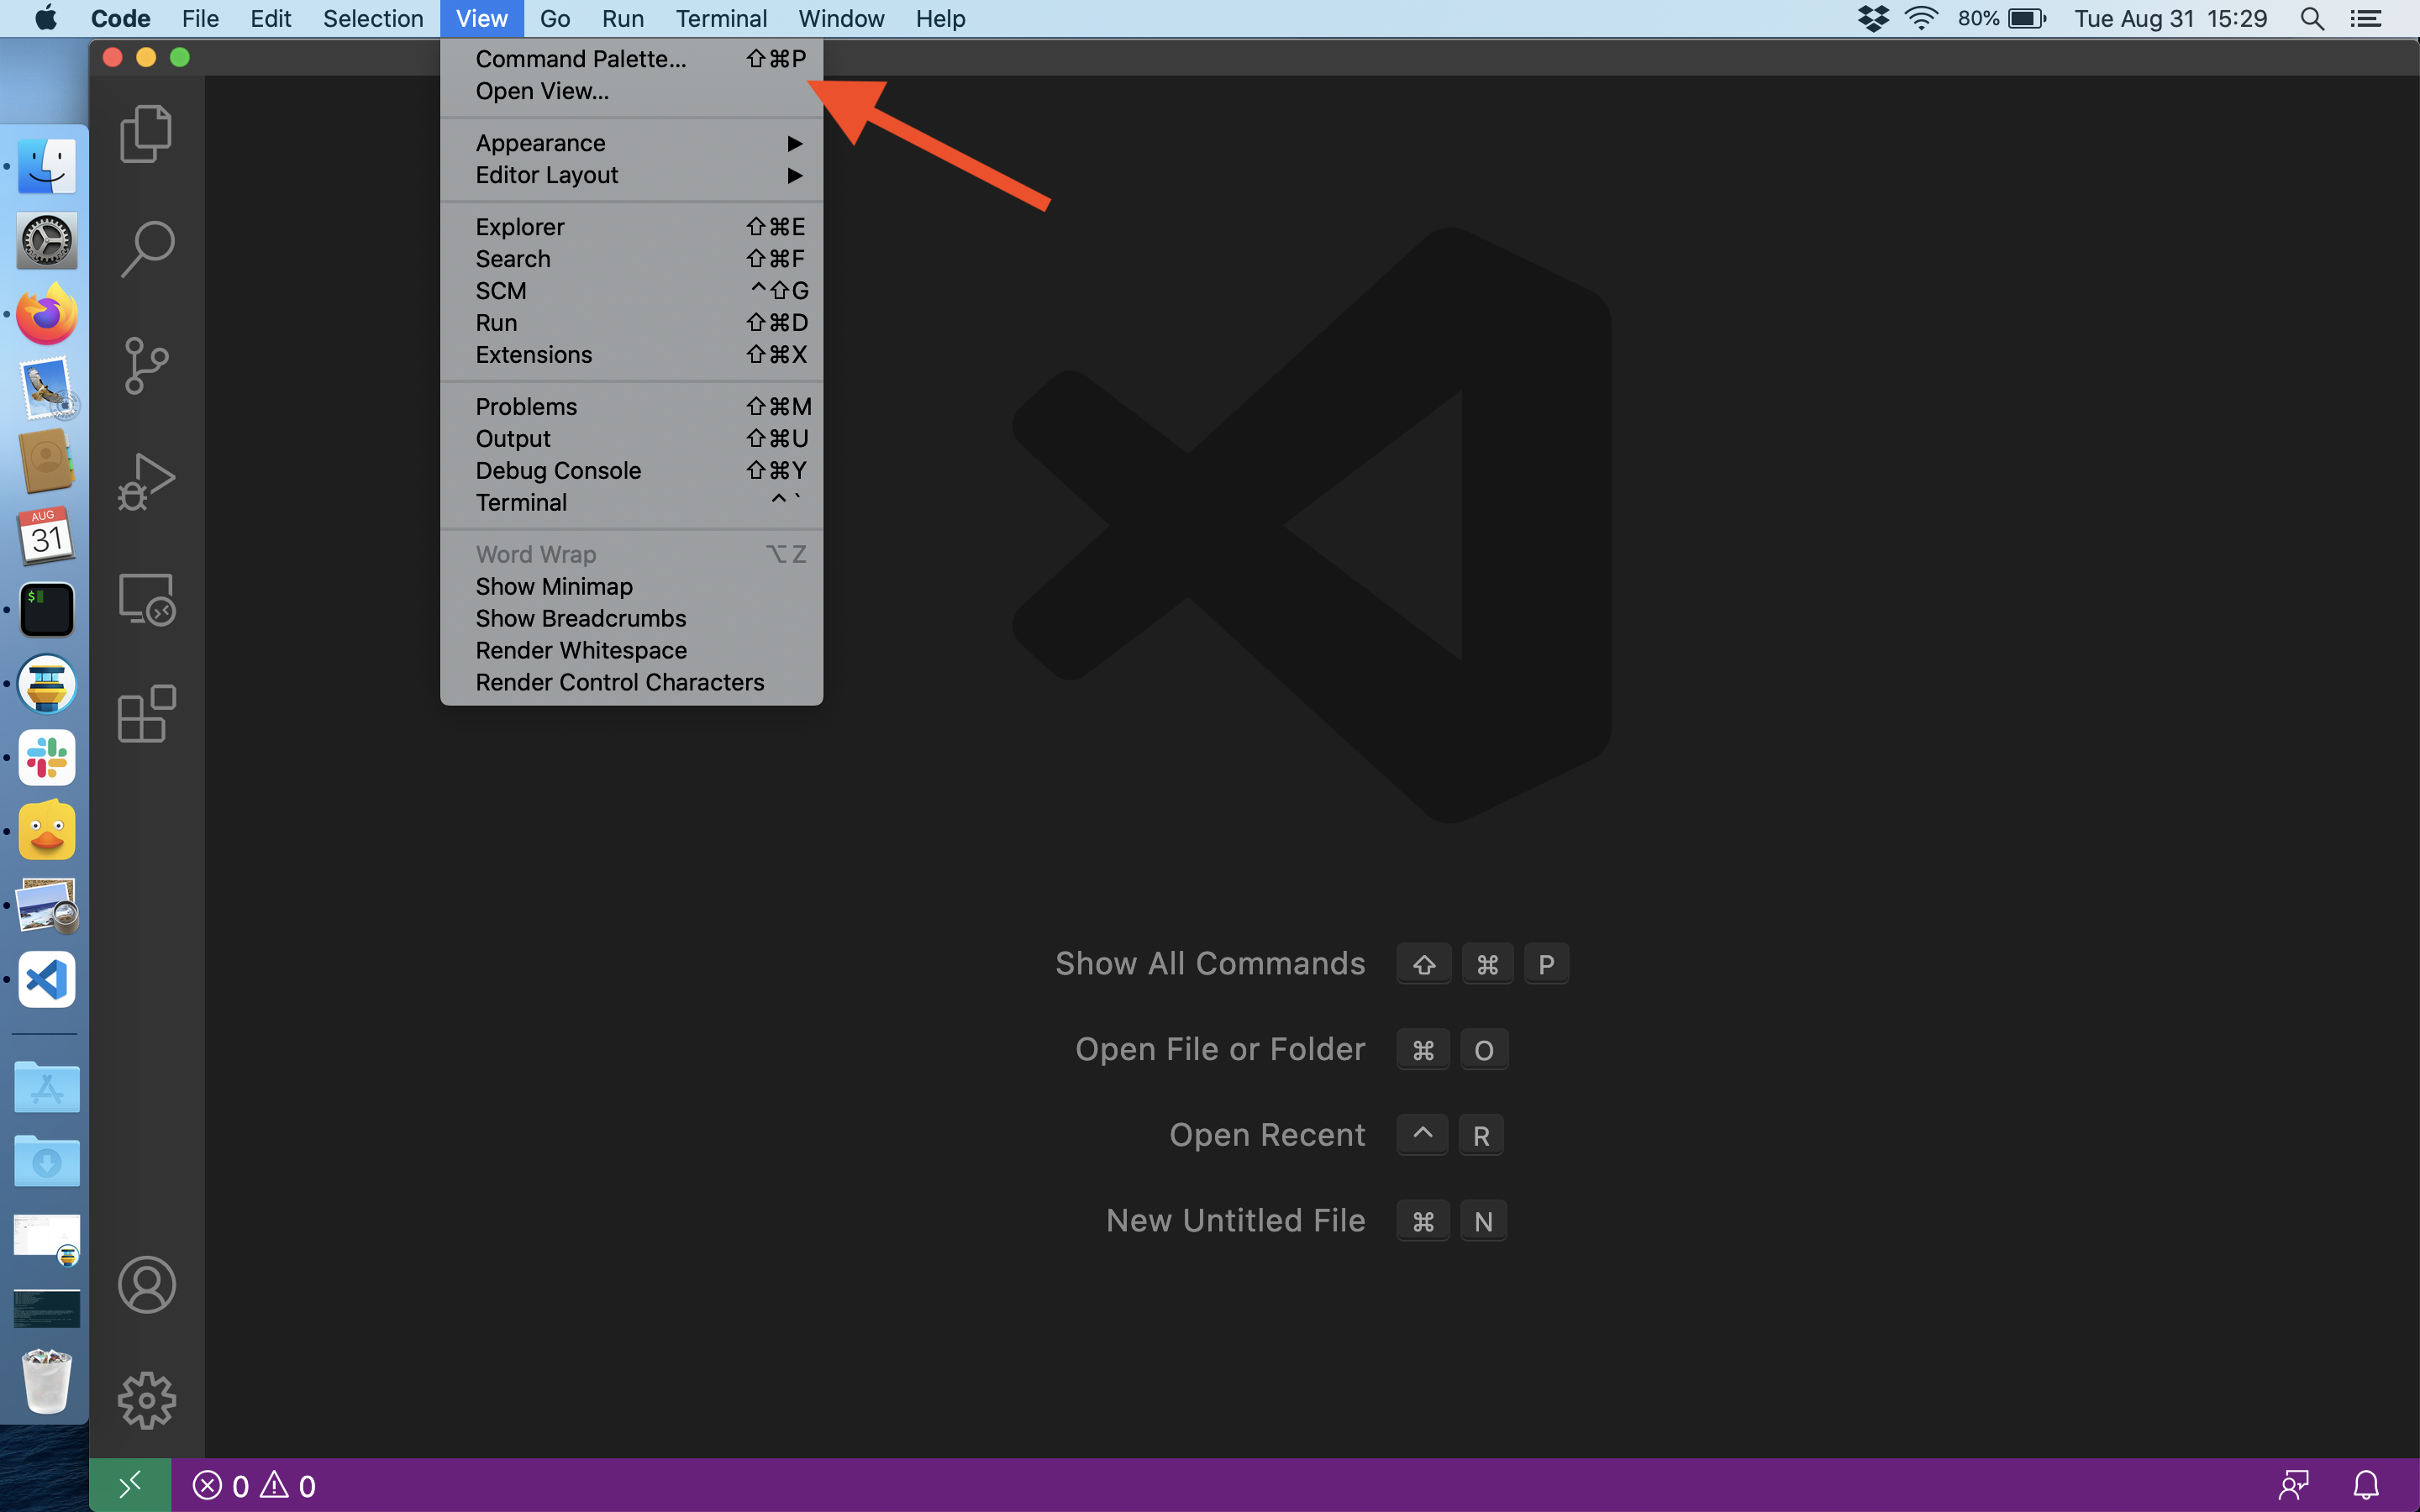 Code File Edit Selection View Go Run Terminal Window Help 80% Tue Aug 31 15:29
Command Palette... ⇧⌘P
Open View...
Appearance ▶
Editor Layout ▶
Explorer ⇧⌘E
Search ⇧⌘F
SCM ^⇧G
Run ⇧⌘D
Extensions ⇧⌘X
Problems ⇧⌘M
Output ⇧⌘U
Debug Console ⇧⌘Y
Terminal ^`
Word Wrap ⌥Z
Show Minimap
Show Breadcrumbs
Render Whitespace
Render Control Characters
AUG
31
$
Show All Commands ⇧ ⌘ P
Open File or Folder ⌘ O
Open Recent ^ R
New Untitled File ⌘ N
0 0